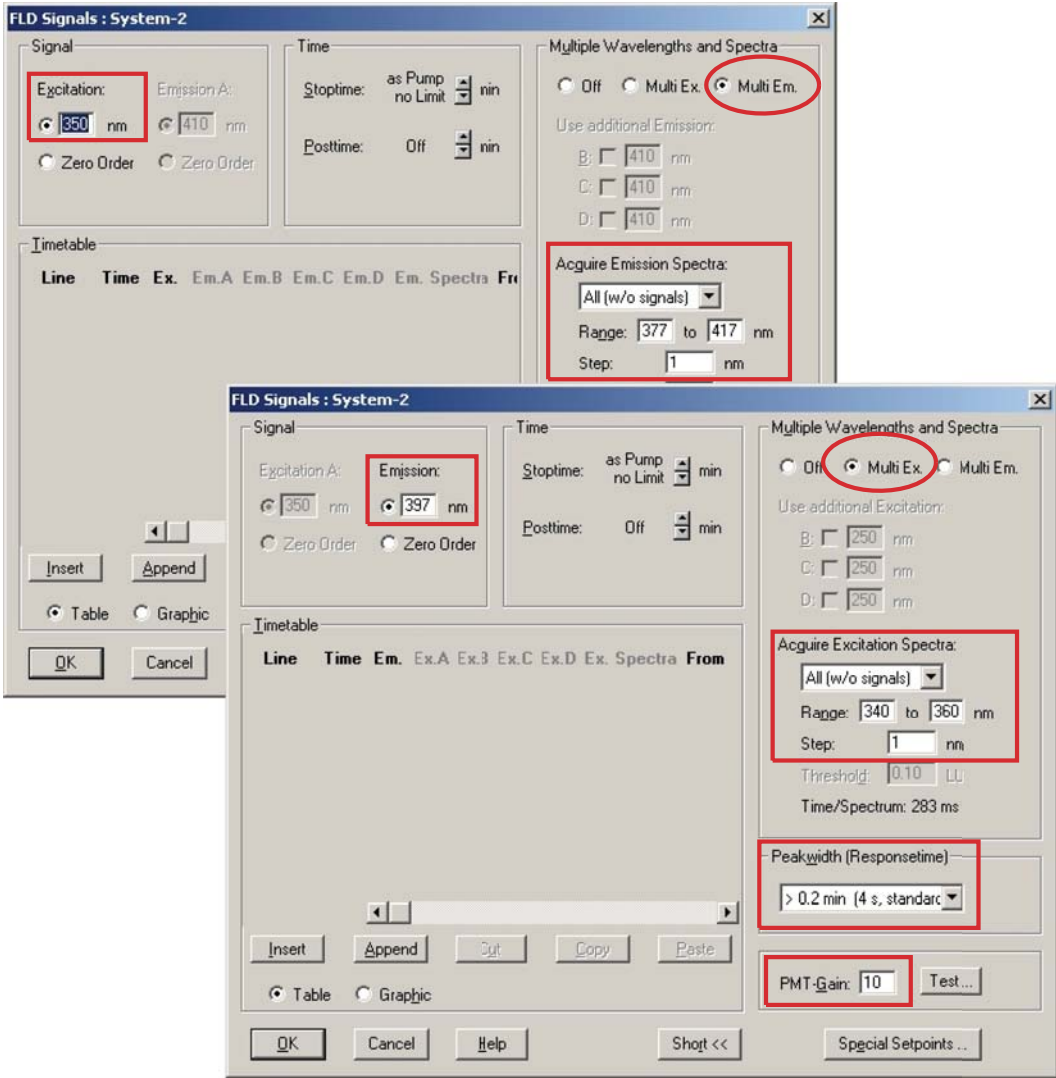 FLD Signals : System-2
Signal
Excitation:
350 nm
Zero Order
Emission A:
410 nm
Zero Order
Time
Stoptime: as Pump no Limit min
Posttime: Off min
Multiple Wavelengths and Spectra
Off Multi Ex. Multi Em.
Use additional Emission:
B: 410 nm
C: 410 nm
D: 410 nm
Acquire Emission Spectra:
All (w/o signals)
Range: 377 to 417 nm
Step: 1 nm
Timetable
Line Time Ex. Em.A Em.B Em.C Em.D Em. Spectra
Insert Append
Table Graphic
OK Cancel
FLD Signals : System-2
Signal
Excitation A:
350 nm
Zero Order
Emission:
397 nm
Zero Order
Time
Stoptime: as Pump no Limit min
Posttime: Off min
Multiple Wavelengths and Spectra
Off Multi Ex. Multi Em.
Use additional Excitation:
B: 250 nm
C: 250 nm
D: 250 nm
Acquire Excitation Spectra:
All (w/o signals)
Range: 340 to 360 nm
Step: 1 nm
Threshold: 0.10 LU
Time/Spectrum: 283 ms
Timetable
Line Time Em. Ex.A Ex.B Ex.C Ex.D Ex. Spectra From
Peakwidth (Responsetime)
> 0.2 min (4 s, standard
Insert Append Cut Copy Paste
Table Graphic
PMT-Gain: 10 Test...
OK Cancel Help Short << Special Setpoints ..